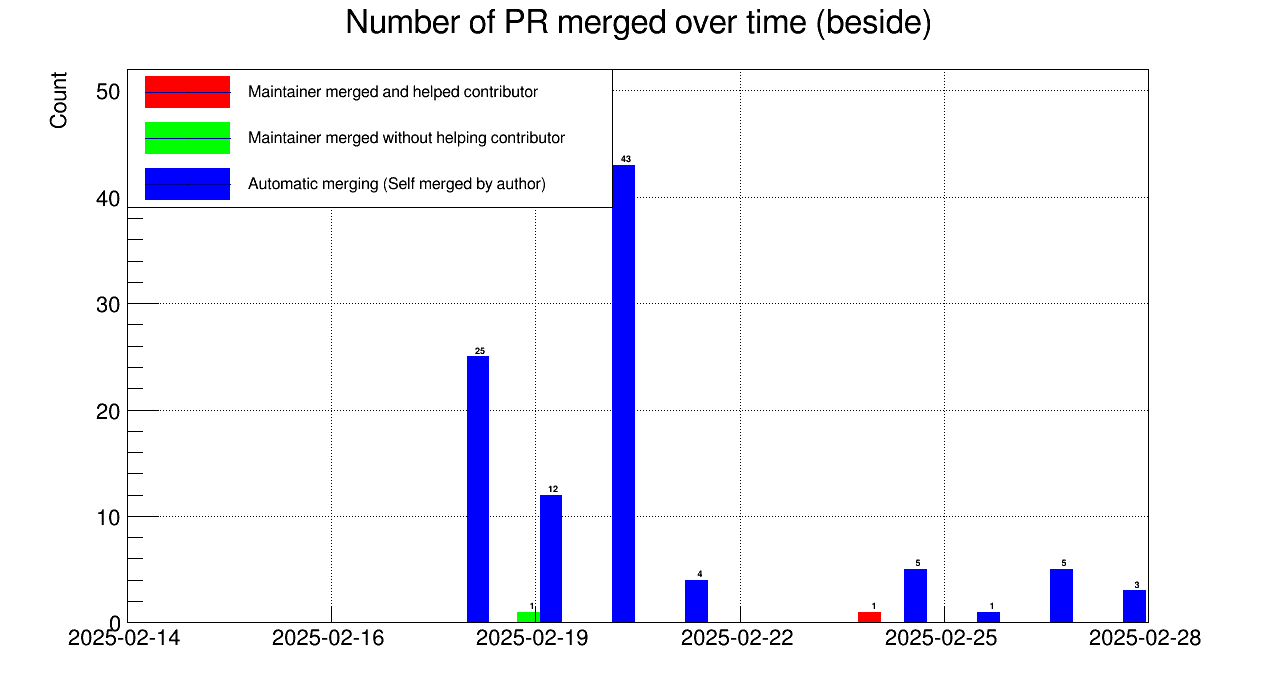 Number of PR merged over time (beside)
Count
50
40
30
20
10
0
Maintainer merged and helped contributor
Maintainer merged without helping contributor
Automatic merging (Self merged by author)
25
1
12
43
4
1
5
1
5
3
2025-02-14 2025-02-16 2025-02-19 2025-02-22 2025-02-25 2025-02-28